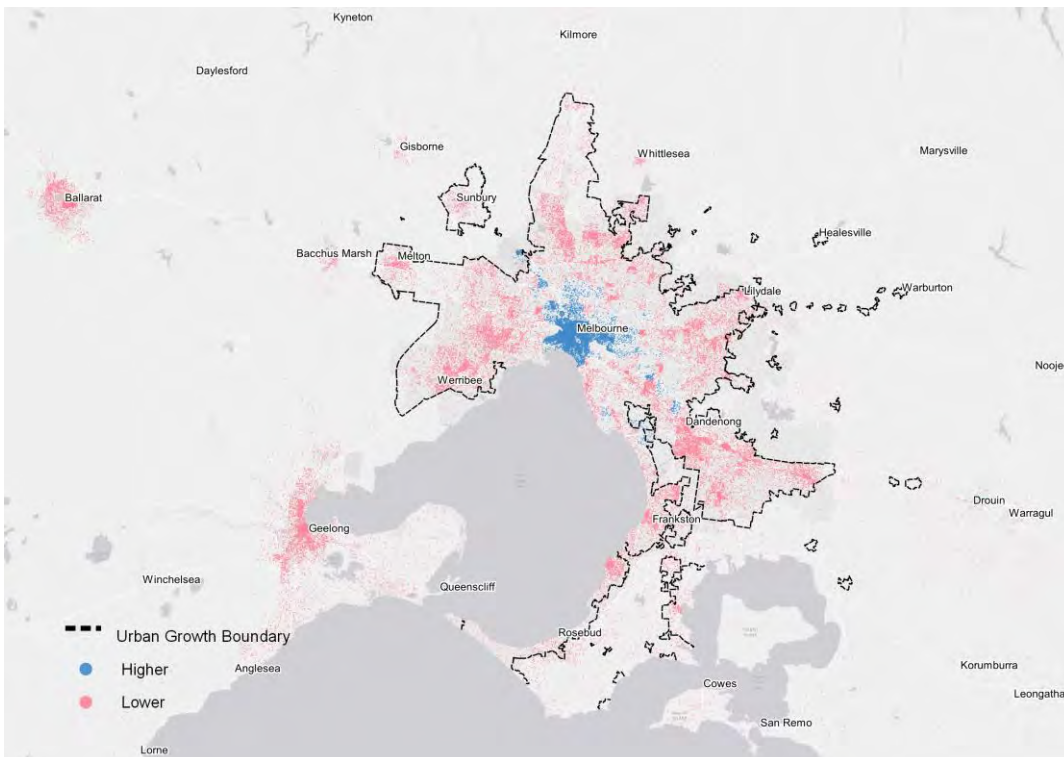 Kyneton
Kilmore
Daylesford
Gisborne
Whittlesea
Marysville
Ballarat
Sunbury
Healesville
Bacchus Marsh
Melton
Lilydale
Warburton
Melbourne
Nooje
Werribee
Dandenong
Drouin
Warragul
Geelong
Frankston
Winchelsea
Queenscliff
Urban Growth Boundary
Rosebud
Higher
Anglesea
Korumburra
Cowes
Leongatha
Lower
San Remo
Lorne